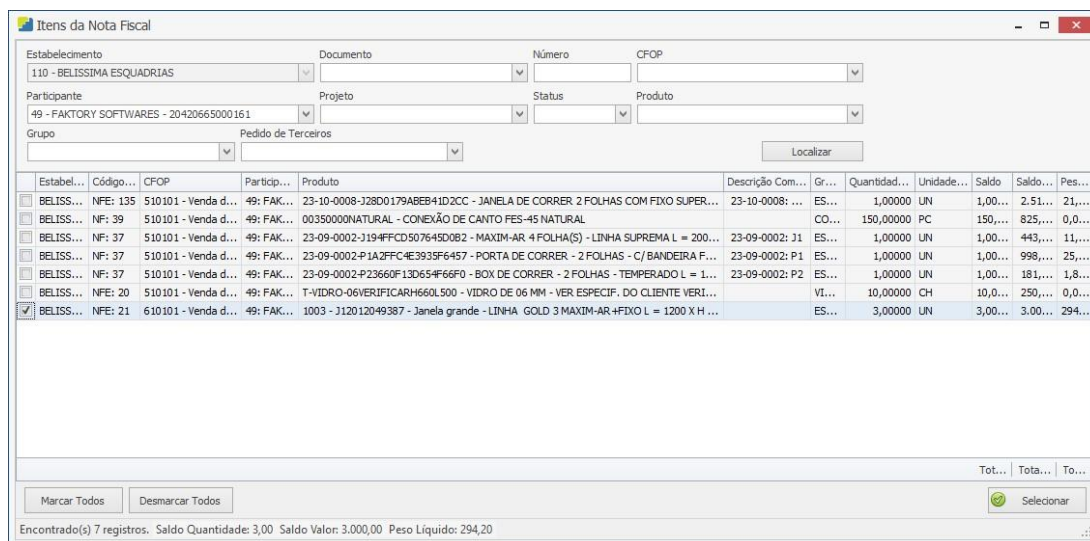 Itens da Nota Fiscal
Estabelecimento Documento Número CFOP
110 - BELISSIMA ESQUADRIAS
Participante Projeto Status Produto
49 - FAKTORY SOFTWARES - 20420665000161
Grupo Pedido de Terceiros
Localizar
Estabel... Código... CFOP Particip... Produto Descrição Com... Gr... Quantidad... Unidade... Saldo Saldo... Pes...
BELISS... NFE: 135 510101 - Venda d... 49: FAK... 23-10-0008-J28D0179ABEB41D2CC - JANELA DE CORRER 2 FOLHAS COM FIXO SUPER... 23-10-0008: ... ES... 1,00000 UN 1,00... 2.51... 21,...
BELISS... NF: 39 510101 - Venda d... 49: FAK... 00350000NATURAL - CONEXÃO DE CANTO FES-45 NATURAL CO... 150,00000 PC 150,... 825,... 0,0...
BELISS... NF: 37 510101 - Venda d... 49: FAK... 23-09-0002-J194FFCD507645D0B2 - MAXIM-AR 4 FOLHA(S) - LINHA SUPREMA L = 200... 23-09-0002: J1 ES... 1,00000 UN 1,00... 443,... 11,...
BELISS... NF: 37 510101 - Venda d... 49: FAK... 23-09-0002-P1A2FFC4E3935F6457 - PORTA DE CORRER - 2 FOLHAS - C/ BANDEIRA F... 23-09-0002: P1 ES... 1,00000 UN 1,00... 998,... 25,...
BELISS... NF: 37 510101 - Venda d... 49: FAK... 23-09-0002-P23660F13D654F66F0 - BOX DE CORRER - 2 FOLHAS - TEMPERADO L = 1... 23-09-0002: P2 ES... 1,00000 UN 1,00... 181,... 1,8...
BELISS... NFE: 20 510101 - Venda d... 49: FAK... T-VIDRO-06VERIFICARH660L500 - VIDRO DE 06 MM - VER ESPECIF. DO CLIENTE VERI... VI... 10,00000 CH 10,0... 250,... 0,0...
BELISS... NFE: 21 610101 - Venda d... 49: FAK... 1003 - J12012049387 - Janela grande - LINHA GOLD 3 MAXIM-AR+FIXO L = 1200 X H ... ES... 3,00000 UN 3,00... 3.00... 294...
Tot... Tota... To...
Marcar Todos Desmarcar Todos Selecionar
Encontrado(s) 7 registros. Saldo Quantidade: 3,00 Saldo Valor: 3.000,00 Peso Líquido: 294,20